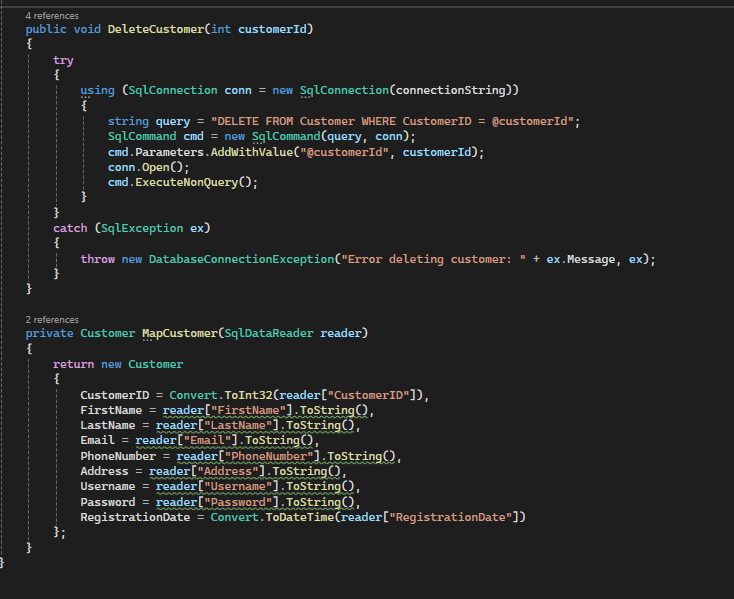 4 references
public void DeleteCustomer(int customerId)
{
try
{
using (SqlConnection conn = new SqlConnection(connectionString))
{
string query = "DELETE FROM Customer WHERE CustomerID = @customerId";
SqlCommand cmd = new SqlCommand(query, conn);
cmd.Parameters.AddWithValue("@customerId", customerId);
conn.Open();
cmd.ExecuteNonQuery();
}
}
catch (SqlException ex)
{
throw new DatabaseConnectionException("Error deleting customer: " + ex.Message, ex);
}
}
2 references
private Customer MapCustomer(SqlDataReader reader)
{
return new Customer
{
CustomerID = Convert.ToInt32(reader["CustomerID"]),
FirstName = reader["FirstName"].ToString(),
LastName = reader["LastName"].ToString(),
Email = reader["Email"].ToString(),
PhoneNumber = reader["PhoneNumber"].ToString(),
Address = reader["Address"].ToString(),
Username = reader["Username"].ToString(),
Password = reader["Password"].ToString(),
RegistrationDate = Convert.ToDateTime(reader["RegistrationDate"])
};
}
}